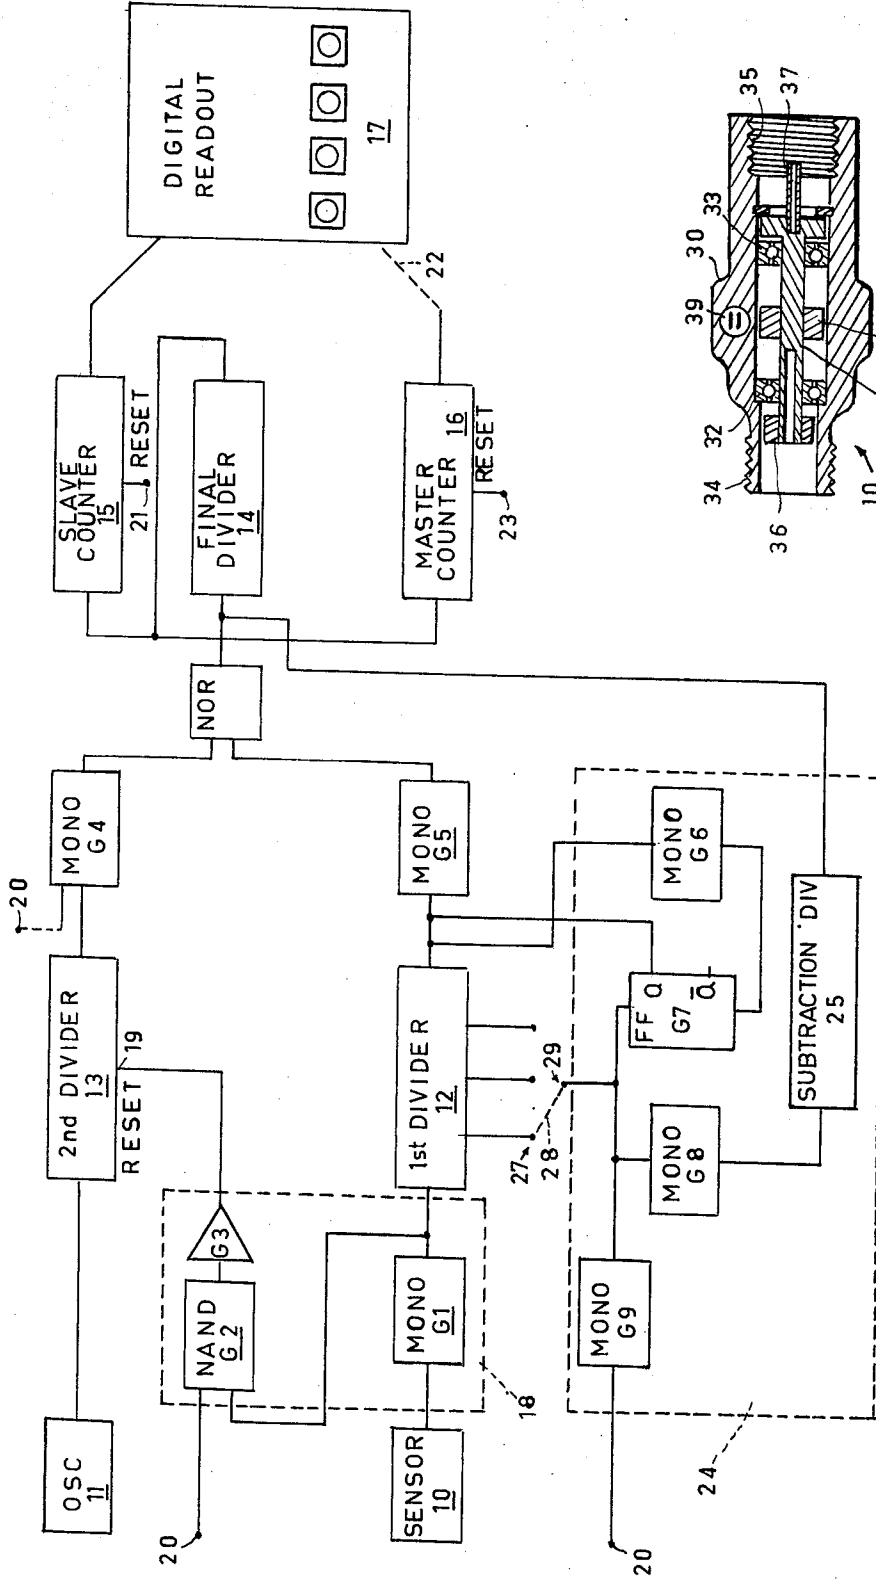 OSC
11
2nd DIVIDER
13
RESET
19
20
MONO
G4
SLAVE
COUNTER
15
21
RESET
DIGITAL
READOUT
17
20
NAND
G2
G3
NOR
FINAL
DIVIDER
14
22
SENSOR
10
MONO
G1
18
1st DIVIDER
12
MONO
G5
MASTER
COUNTER
16
RESET
23
27
28
29
20
MONO
G9
MONO
G8
FF
Q
G7
Q̅
MONO
G6
24
SUBTRACTION DIV
25
10
36
34
32
39
30
33
35
37